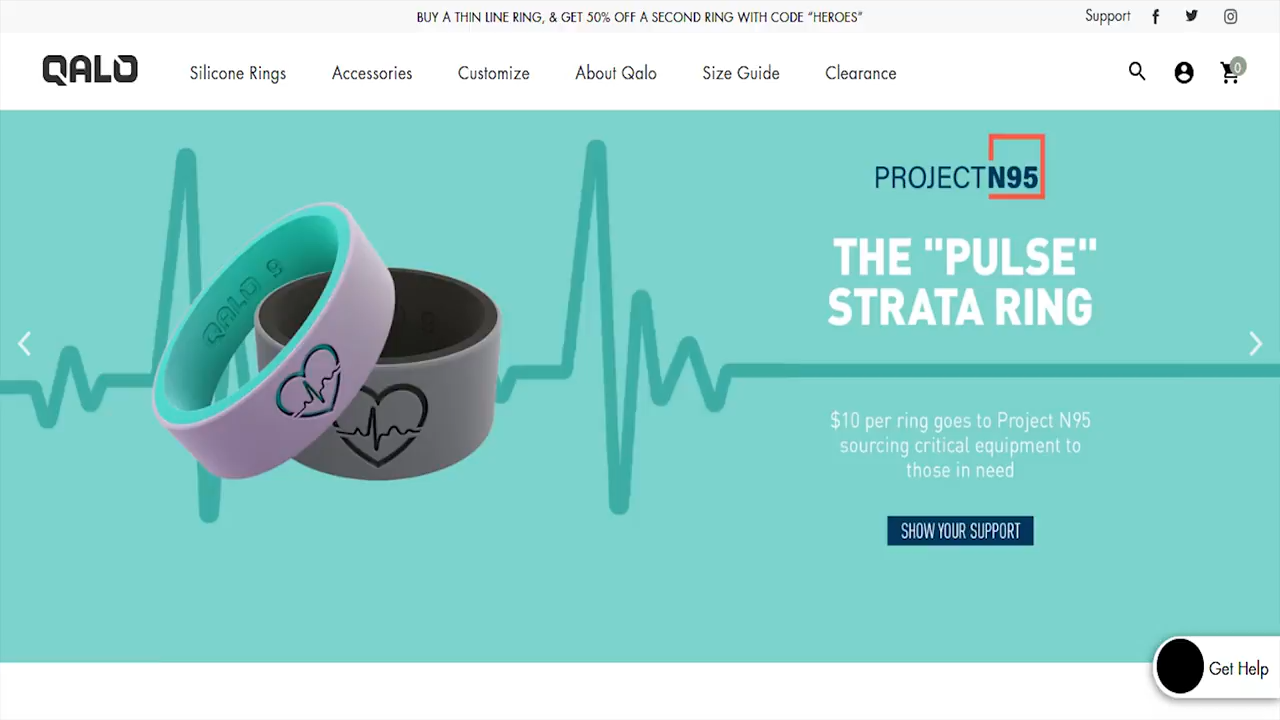 BUY A THIN LINE RING, & GET 50% OFF A SECOND RING WITH CODE “HEROES”
Support
QALO
Silicone Rings
Accessories
Customize
About Qalo
Size Guide
Clearance
0
PROJECT N95
THE "PULSE"
STRATA RING
QALO 9
$10 per ring goes to Project N95
sourcing critical equipment to
those in need
SHOW YOUR SUPPORT
Get Help